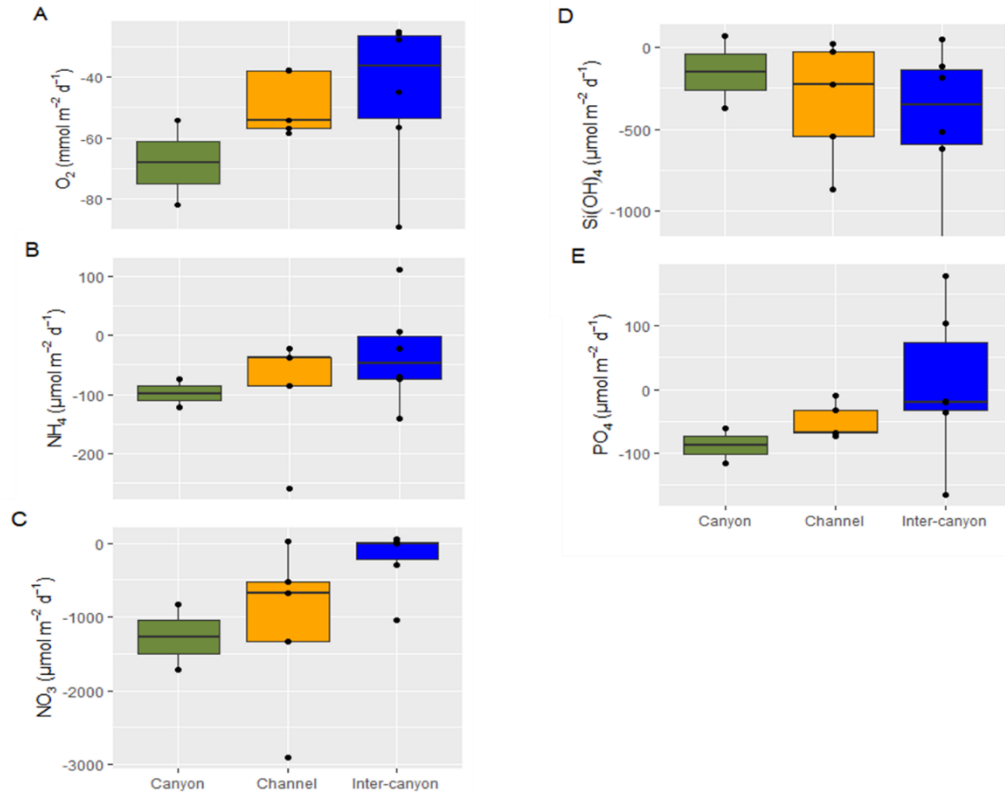 A
O₂ (mmol m⁻² d⁻¹)
-40
-60
-80
B
NH₄ (µmol m⁻² d⁻¹)
100
0
-100
-200
C
NO₃ (µmol m⁻² d⁻¹)
0
-1000
-2000
-3000
Canyon Channel Inter-canyon
D
Si(OH)₄ (µmol m⁻² d⁻¹)
0
-500
-1000
E
PO₄ (µmol m⁻² d⁻¹)
100
0
-100
Canyon Channel Inter-canyon